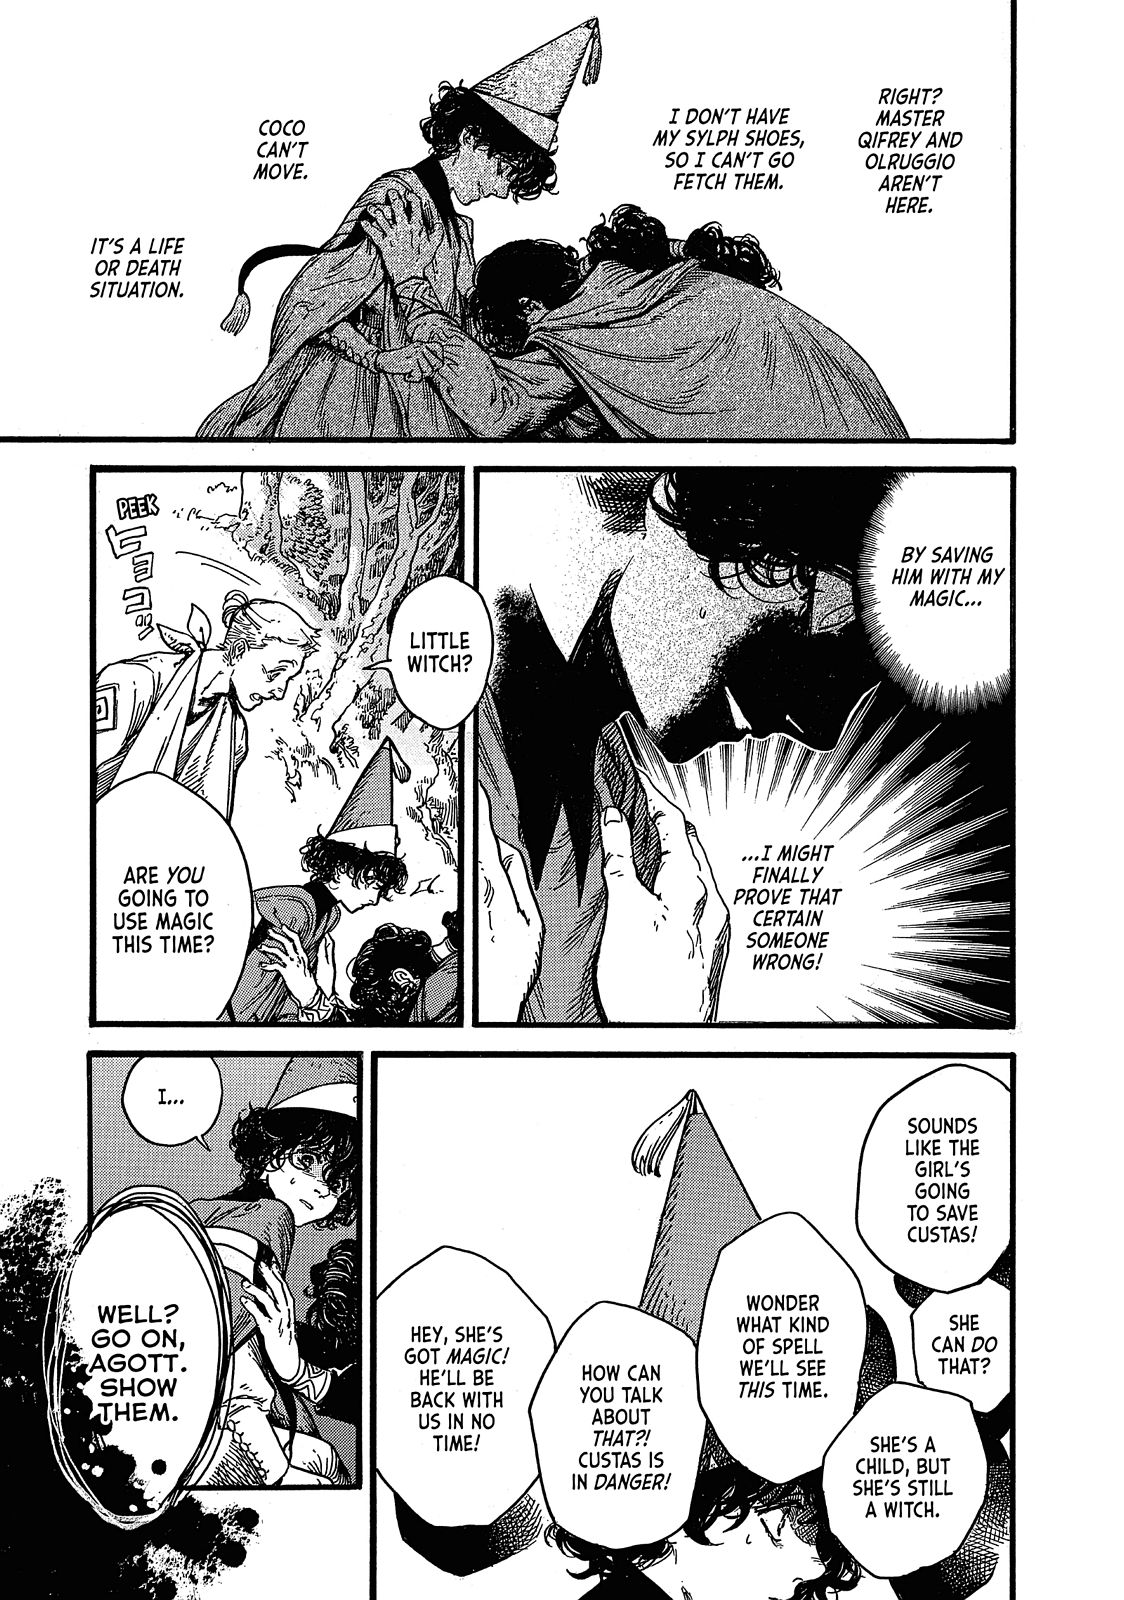 RIGHT?
MASTER
QIFREY AND
OLRUGGIO
AREN'T
HERE.
I DON'T HAVE
MY SYLPH SHOES,
SO I CAN'T GO
FETCH THEM.
COCO
CAN'T
MOVE.
IT'S A LIFE
OR DEATH
SITUATION.
BY SAVING
HIM WITH MY
MAGIC...
...I MIGHT
FINALLY
PROVE THAT
CERTAIN
SOMEONE
WRONG!
PEEK
ヒョコッ
LITTLE
WITCH?
ARE YOU
GOING TO
USE MAGIC
THIS TIME?
SOUNDS
LIKE THE
GIRL'S
GOING
TO SAVE
CUSTAS!
SHE
CAN DO
THAT?
WONDER
WHAT KIND
OF SPELL
WE'LL SEE
THIS TIME.
SHE'S A
CHILD, BUT
SHE'S STILL
A WITCH.
HOW CAN
YOU TALK
ABOUT
THAT?!
CUSTAS IS
IN DANGER!
HEY, SHE'S
GOT MAGIC!
HE'LL BE
BACK WITH
US IN NO
TIME!
I...
WELL?
GO ON,
AGOTT.
SHOW
THEM.